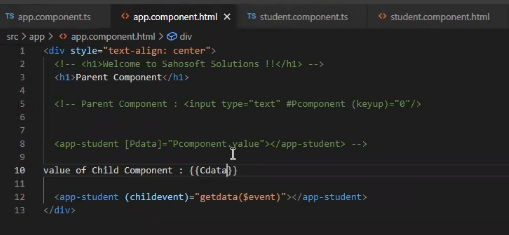 TS app.component.ts
app.component.html ×
TS student.component.ts
student.component.html
src > app > app.component.html > div
1 <div style="text-align: center">
2 <!-- <h1>Welcome to Sahosoft Solutions !!</h1> -->
3 <h1>Parent Component</h1>
4
5 <!-- Parent Component : <input type="text" #Pcomponent (keyup)="0"/>
6
7
8 <app-student [Pdata]="Pcomponent.value"></app-student> -->
9
10 value of Child Component : {{Cdata}}
11
12 <app-student (childevent)="getdata($event)"></app-student>
13 </div>